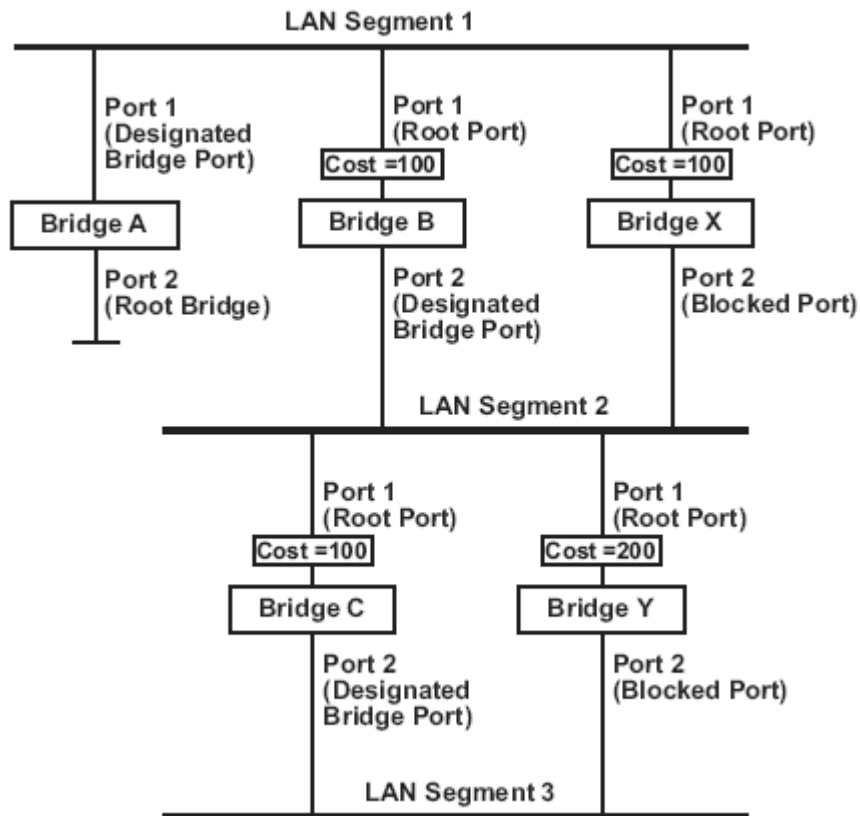 LAN Segment 1
Port 1
(Designated
Bridge Port)
Port 1
(Root Port)
Cost =100
Port 1
(Root Port)
Cost =100
Bridge A
Bridge B
Bridge X
Port 2
(Root Bridge)
Port 2
(Designated
Bridge Port)
Port 2
(Blocked Port)
LAN Segment 2
Port 1
(Root Port)
Cost =100
Port 1
(Root Port)
Cost =200
Bridge C
Bridge Y
Port 2
(Designated
Bridge Port)
Port 2
(Blocked Port)
LAN Segment 3